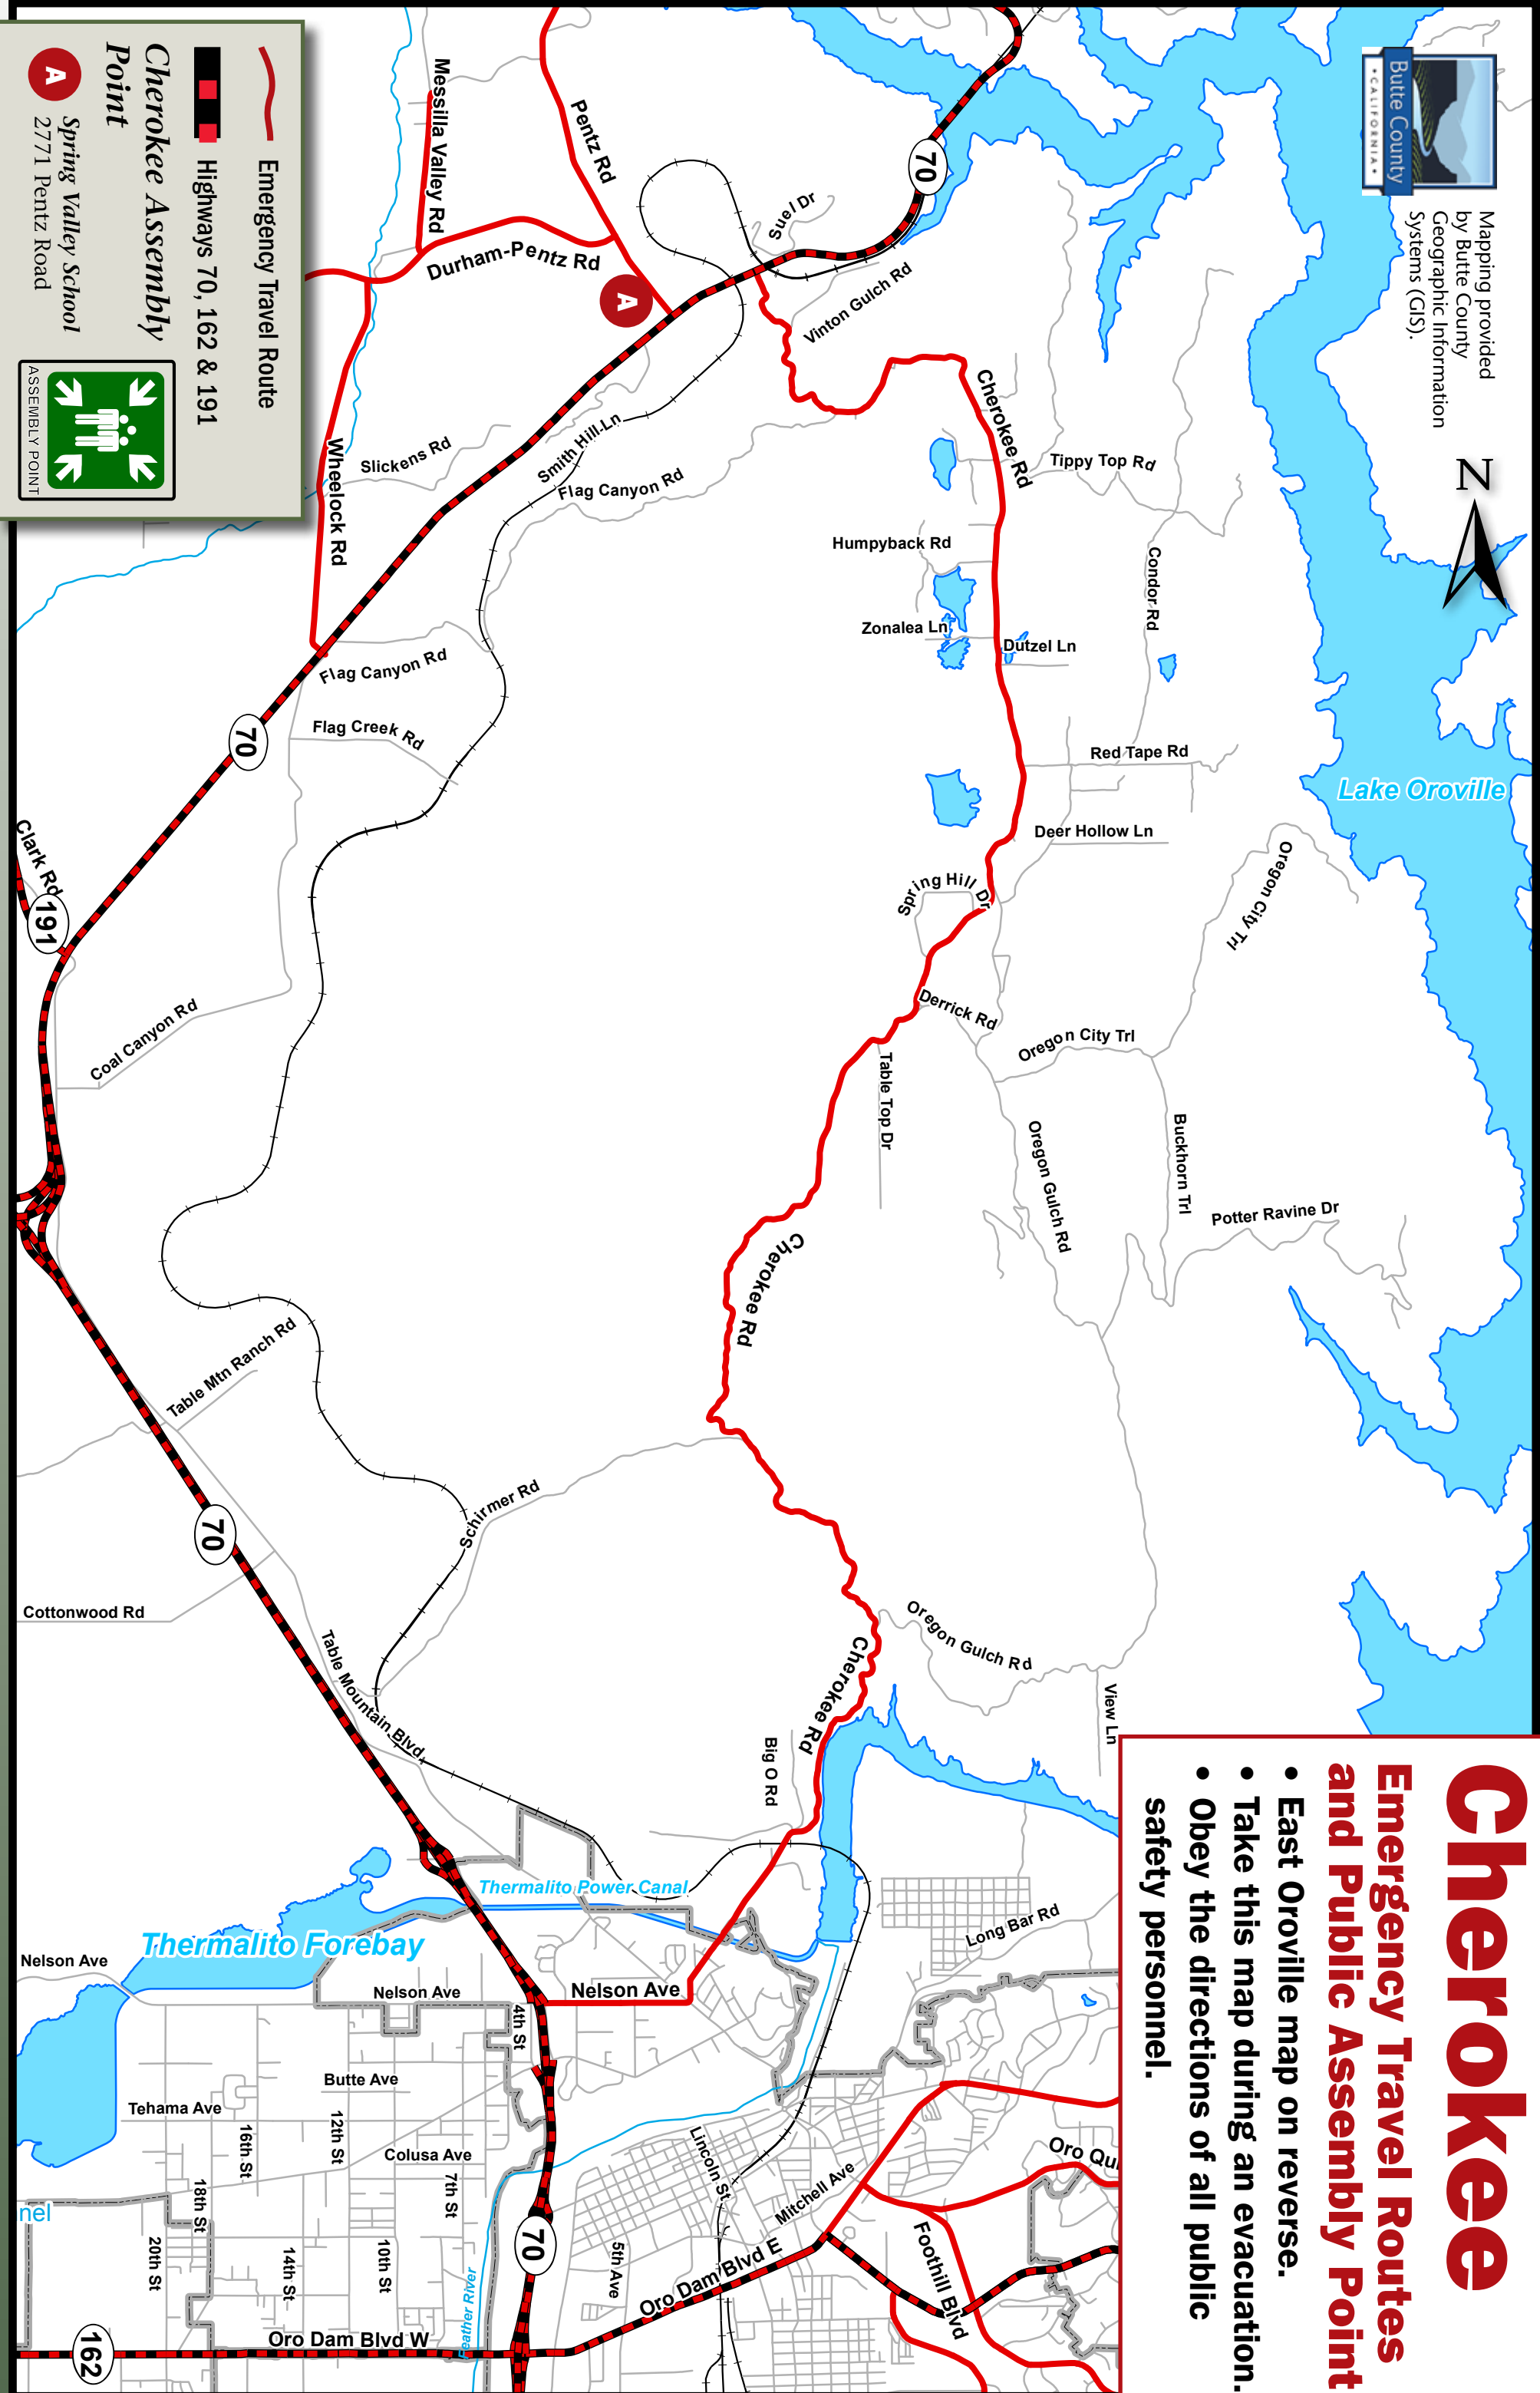 Cherokee
Emergency Travel Routes
and Public Assembly Point
• East Oroville map on reverse.
• Take this map during an evacuation.
• Obey the directions of all public
safety personnel.
Butte County
• CALIFORNIA •
Mapping provided
by Butte County
Geographic Information
Systems (GIS).
N
Lake Oroville
Messilla Valley Rd
Pentz Rd
Durham-Pentz Rd
A
70
Suel Dr
Vinton Gulch Rd
Cherokee Rd
Tippy Top Rd
Condor Rd
Humpyback Rd
Zonalea Ln
Dutzel Ln
Red Tape Rd
Deer Hollow Ln
Spring Hill Dr
Oregon City Trl
Derrick Rd
Oregon City Trl
Table Top Dr
Oregon Gulch Rd
Buckhorn Trl
Potter Ravine Dr
Cherokee Rd
Smith Hill Ln
Slickens Rd
Flag Canyon Rd
Wheelock Rd
Flag Canyon Rd
Flag Creek Rd
70
Clark Rd
191
Coal Canyon Rd
Table Mtn Ranch Rd
Schirmer Rd
70
Cottonwood Rd
Table Mountain Blvd
Oregon Gulch Rd
View Ln
Cherokee Rd
Big O Rd
Thermalito Power Canal
Long Bar Rd
Thermalito Forebay
Nelson Ave
Nelson Ave
Nelson Ave
4th St
Butte Ave
Tehama Ave
12th St
16th St
Colusa Ave
7th St
18th St
20th St
14th St
10th St
nel
Lincoln St
Mitchell Ave
Oro Qui
Foothill Blvd
5th Ave
70
Oro Dam Blvd E
Feather River
Oro Dam Blvd W
162
Emergency Travel Route
Highways 70, 162 & 191
Cherokee Assembly
Point
A
Spring Valley School
2771 Pentz Road
ASSEMBLY POINT